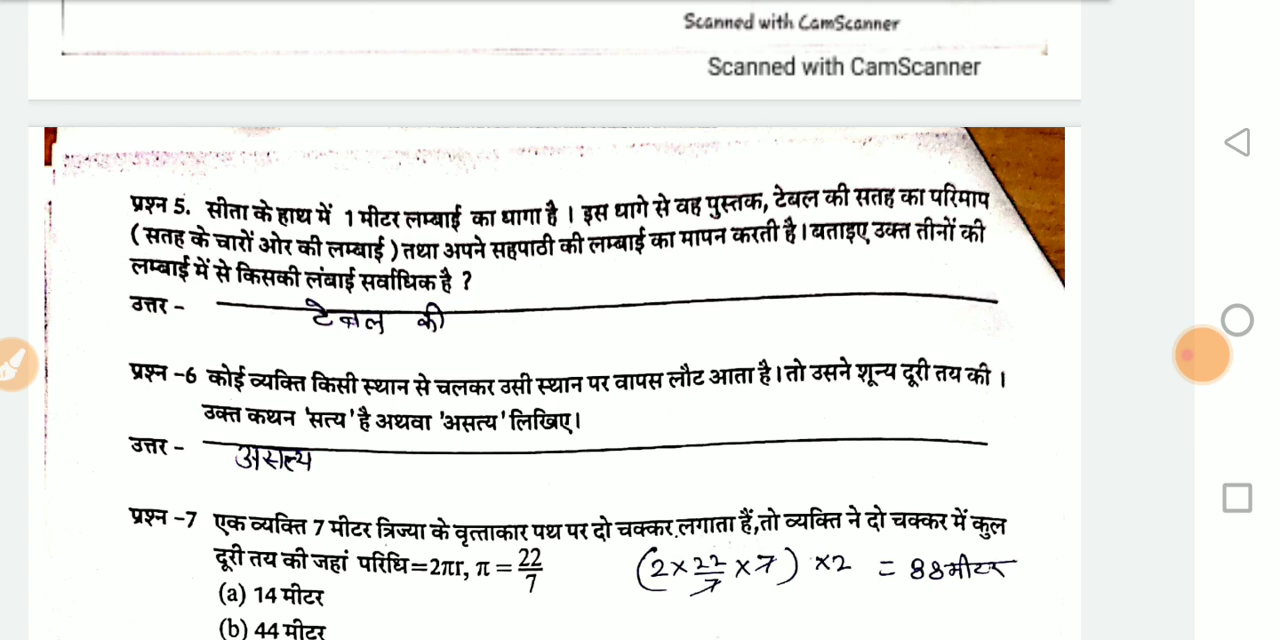 Scanned with CamScanner
Scanned with CamScanner
प्रश्न 5. सीता के हाथ में 1 मीटर लम्बाई का धागा है। इस धागे से वह पुस्तक, टेबल की सतह का परिमाप
(सतह के चारों ओर की लम्बाई) तथा अपने सहपाठी की लम्बाई का मापन करती है। बताइए उक्त तीनों की
लम्बाई में से किसकी लंबाई सर्वाधिक है ?
उत्तर - टेबल की
प्रश्न -6 कोई व्यक्ति किसी स्थान से चलकर उसी स्थान पर वापस लौट आता है। तो उसने शून्य दूरी तय की ।
उक्त कथन 'सत्य' है अथवा 'असत्य' लिखिए।
उत्तर - असत्य
प्रश्न -7 एक व्यक्ति 7 मीटर त्रिज्या के वृत्ताकार पथ पर दो चक्कर लगाता हैं, तो व्यक्ति ने दो चक्कर में कुल
दूरी तय की जहां परिधि=2πr, π = 22/7 (2 × 22/7 × 7) ×2 = 88 मीटर
(a) 14 मीटर
(b) 44 मीटर